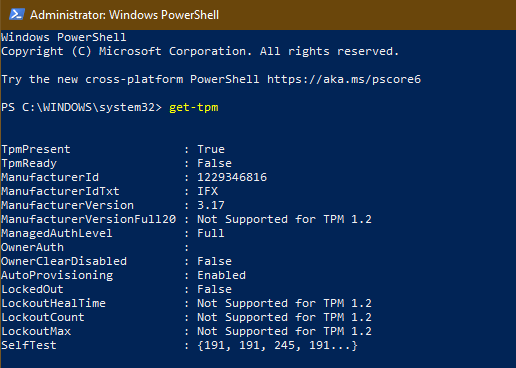 Administrator: Windows PowerShell
Windows PowerShell
Copyright (C) Microsoft Corporation. All rights reserved.
Try the new cross-platform PowerShell https://aka.ms/pscore6
PS C:\WINDOWS\system32> get-tpm
TpmPresent : True
TpmReady : False
ManufacturerId : 1229346816
ManufacturerIdTxt : IFX
ManufacturerVersion : 3.17
ManufacturerVersionFull20 : Not Supported for TPM 1.2
ManagedAuthLevel : Full
OwnerAuth :
OwnerClearDisabled : False
AutoProvisioning : Enabled
LockedOut : False
LockoutHealTime : Not Supported for TPM 1.2
LockoutCount : Not Supported for TPM 1.2
LockoutMax : Not Supported for TPM 1.2
SelfTest : {191, 191, 245, 191...}